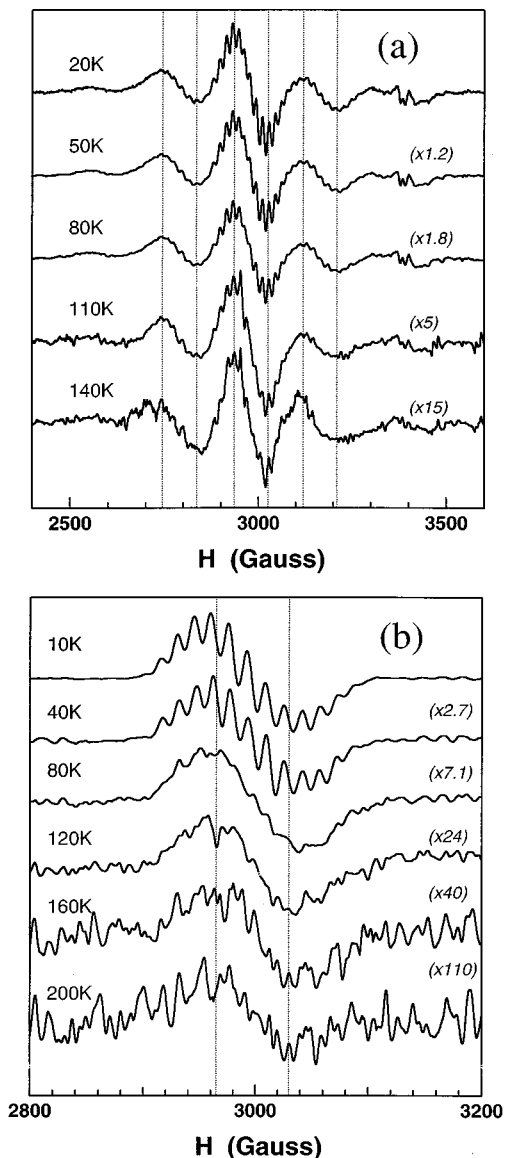 (a)
20K
50K
(x1.2)
80K
(x1.8)
110K
(x5)
140K
(x15)
2500 3000 3500
H (Gauss)
(b)
10K
40K
(x2.7)
80K
(x7.1)
120K
(x24)
160K
(x40)
200K
(x110)
2800 3000 3200
H (Gauss)